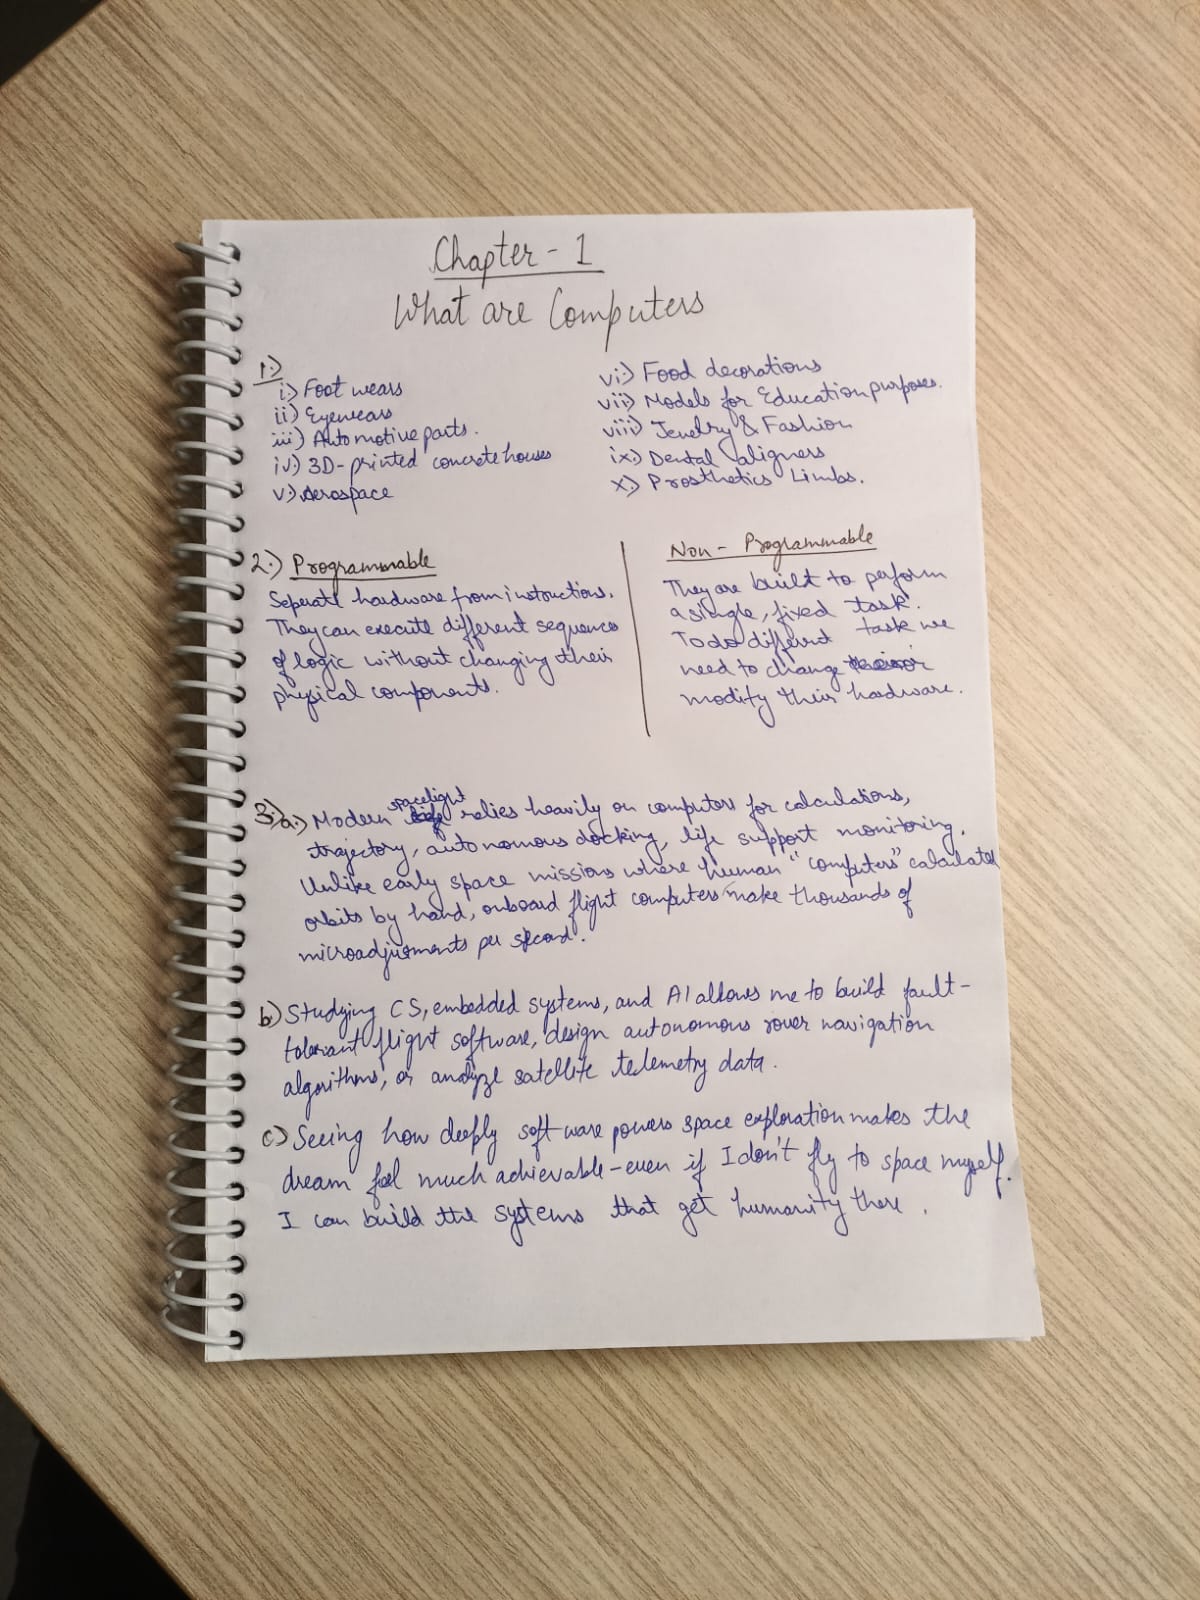 Chapter - 1
What are Computers
1.)
i.) Foot wears
ii) Eyewears
iii) Automotive parts.
iv.) 3D-printed concrete houses
v.) Aerospace
vi.) Food decorations
vii.) Models for Education purposes.
viii) Jewelry & Fashion
ix.) Dental aligners
x.) Prosthetics Limbs.
2.) Programmable
Seperate hardware from instructions.
They can execute different sequence
of logic without changing their
physical components.
Non - Programmable
They are built to perform
a single, fixed task.
To do different task we
need to change or
modify their hardware.
3.)a.) Modern spacelight relies heavily on computers for calculations,
trajectory, autonomous docking, life support monitoring.
Unlike early space missions where human "computers" calculated
orbits by hand, onboard flight computers make thousands of
microadjusments per second.
b) Studying CS, embedded systems, and AI allows me to build fault-
tolerant flight software, design autonomous rover navigation
algorithms, or analyze satellite telemetry data.
c) Seeing how deeply software powers space exploration makes the
dream feel much achievable - even if I don't fly to space myself.
I can build the systems that get humanity there.